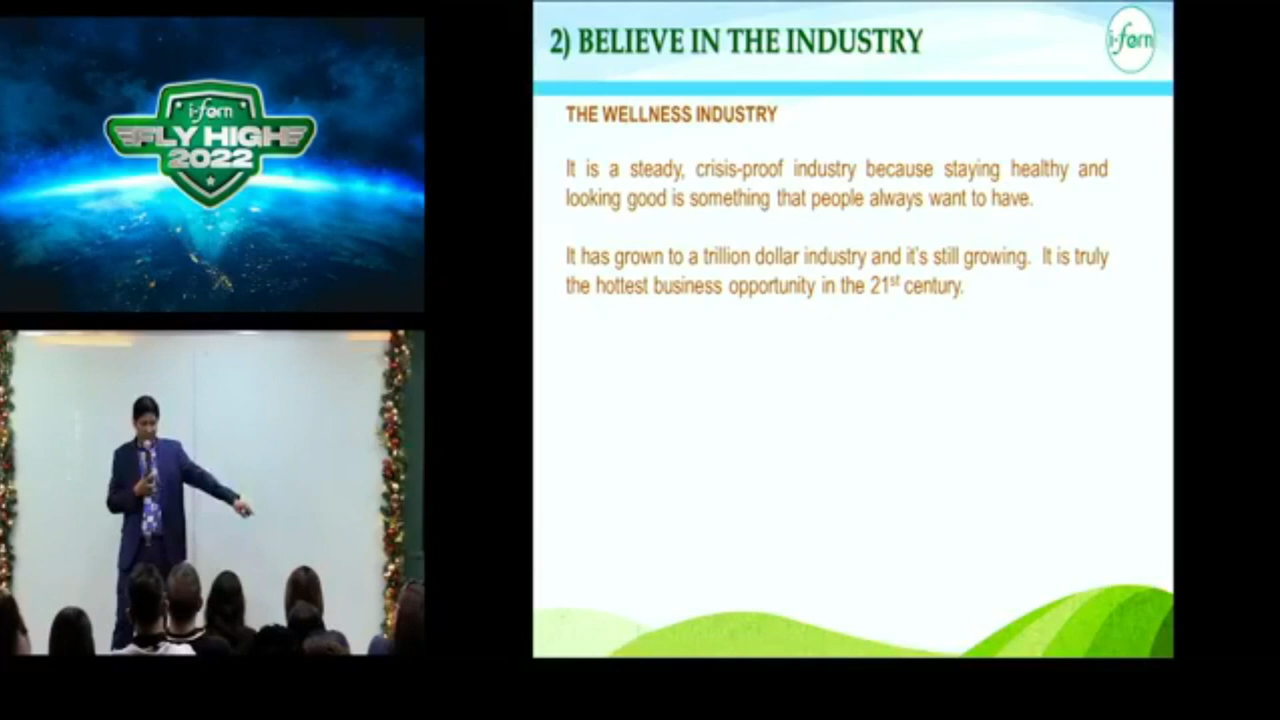 i-fern
FLY HIGH
2022
2) BELIEVE IN THE INDUSTRY
i-fern
THE WELLNESS INDUSTRY
It is a steady, crisis-proof industry because staying healthy and
looking good is something that people always want to have.
It has grown to a trillion dollar industry and it's still growing. It is truly
the hottest business opportunity in the 21st century.